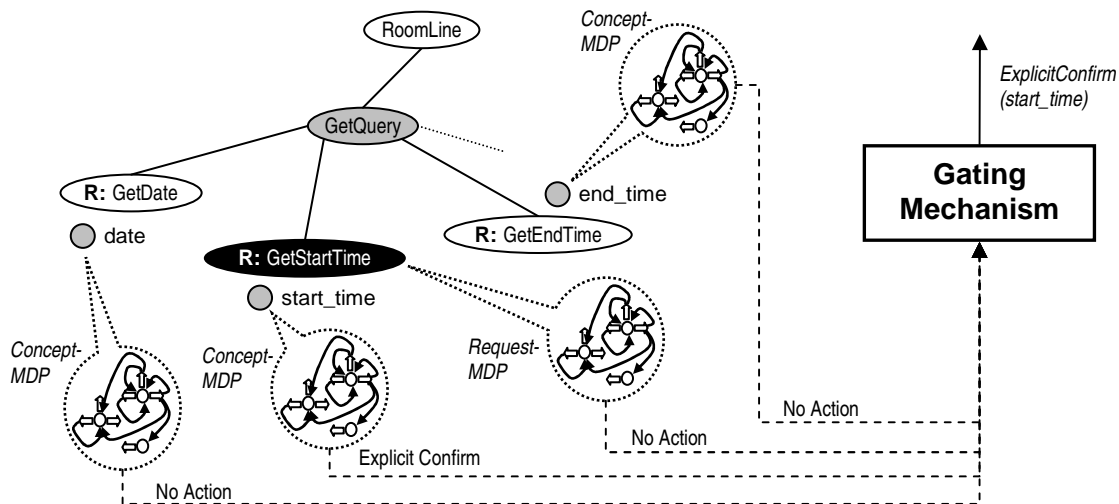 RoomLine
Concept-
MDP
ExplicitConfirm
(start_time)
GetQuery
Gating
Mechanism
R: GetDate
end_time
date
R: GetEndTime
R: GetStartTime
start_time
Concept-
MDP
Concept-
MDP
Request-
MDP
No Action
No Action
Explicit Confirm
No Action